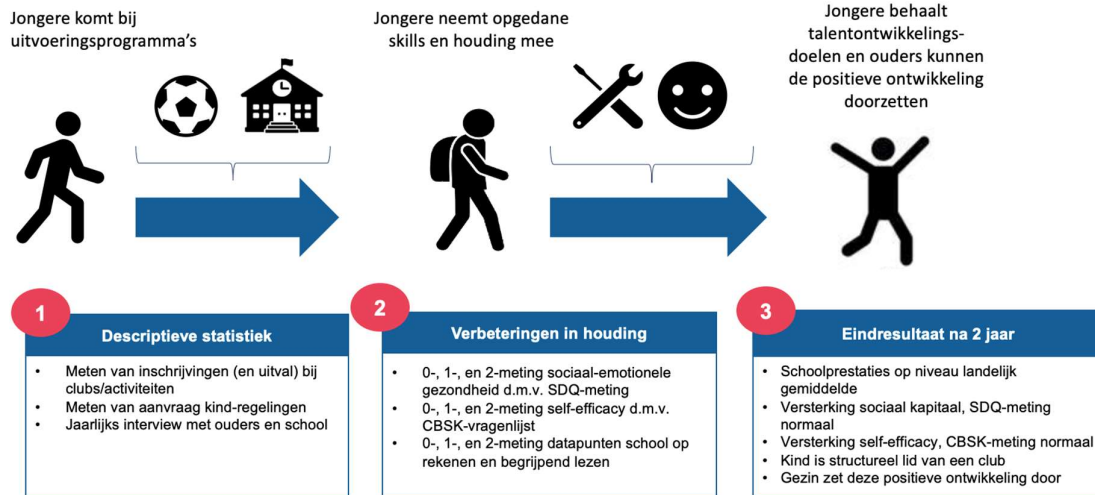 Jongere komt bij
uitvoeringsprogramma's
Jongere neemt opgedane
skills en houding mee
Jongere behaalt
talentontwikkelings-
doelen en ouders kunnen
de positieve ontwikkeling
doorzetten
1
Descriptieve statistiek
• Meten van inschrijvingen (en uitval) bij
clubs/activiteiten
• Meten van aanvraag kind-regelingen
• Jaarlijks interview met ouders en school
2
Verbeteringen in houding
• 0-, 1-, en 2-meting sociaal-emotionele
gezondheid d.m.v. SDQ-meting
• 0-, 1-, en 2-meting self-efficacy d.m.v.
CBSK-vragenlijst
• 0-, 1-, en 2-meting datapunten school op
rekenen en begrijpend lezen
3
Eindresultaat na 2 jaar
• Schoolprestaties op niveau landelijk
gemiddelde
• Versterking sociaal kapitaal, SDQ-meting
normaal
• Versterking self-efficacy, CBSK-meting normaal
• Kind is structureel lid van een club
• Gezin zet deze positieve ontwikkeling door